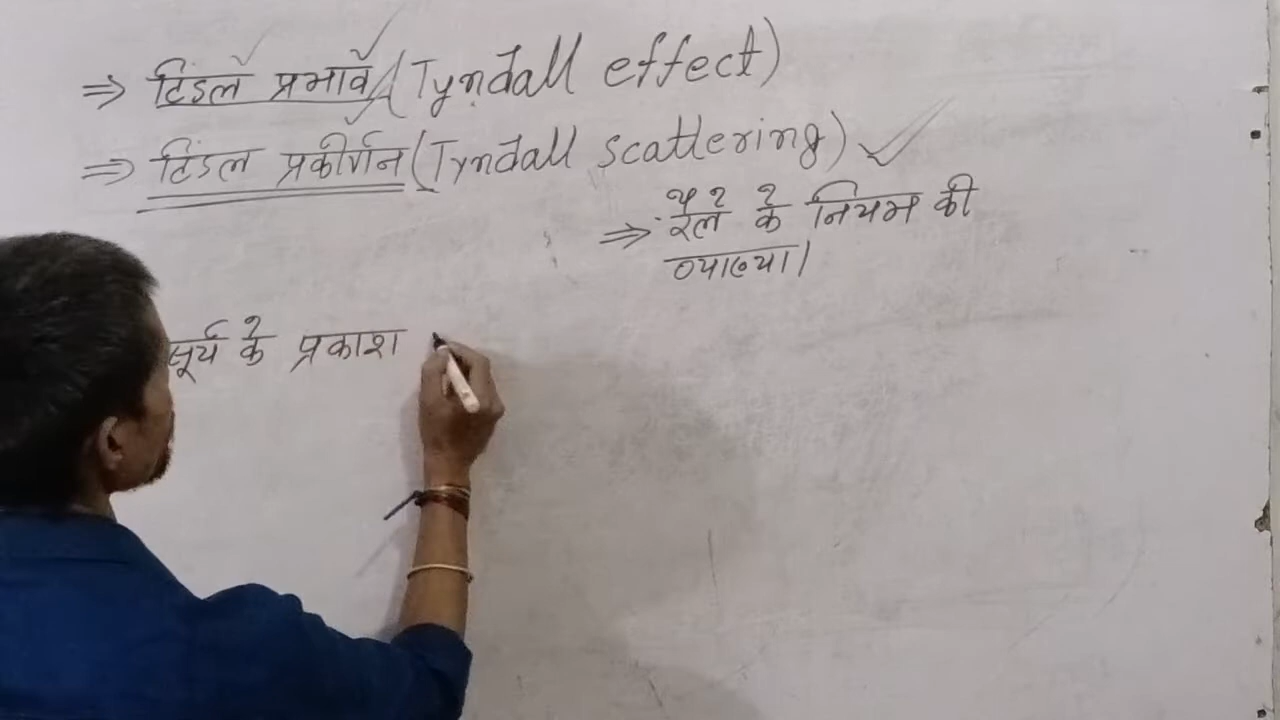 ⇒ टिंडल प्रभाव (Tyndall effect)
⇒ टिंडल प्रकीर्णन (Tyndall scattering) ✓
⇒ रैले के नियम की
व्याख्या।
सूर्य के प्रकाश